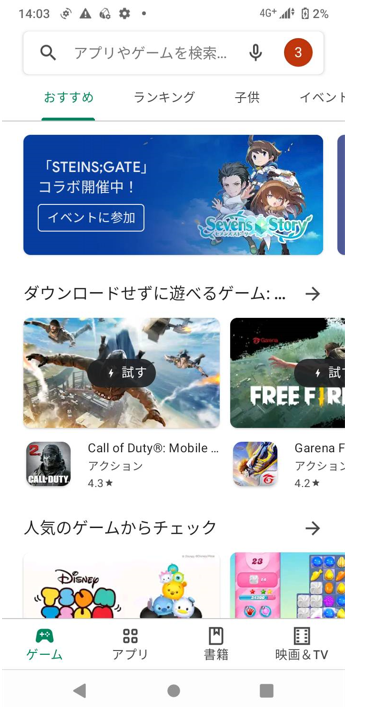 14:03 4G+ 2%
アプリやゲームを検索... 3
おすすめ ランキング 子供 イベント
「STEINS;GATE」
コラボ開催中！
イベントに参加
Seven's Story
ダウンロードせずに遊べるゲーム: ...
試す 試す
Garena
FREE FIRE
2
CALL OF DUTY
Call of Duty®: Mobile ... Garena F
アクション アクション
4.3★ 4.2★
人気のゲームからチェック
Disney
TSUM
23
ゲーム アプリ 書籍 映画＆TV